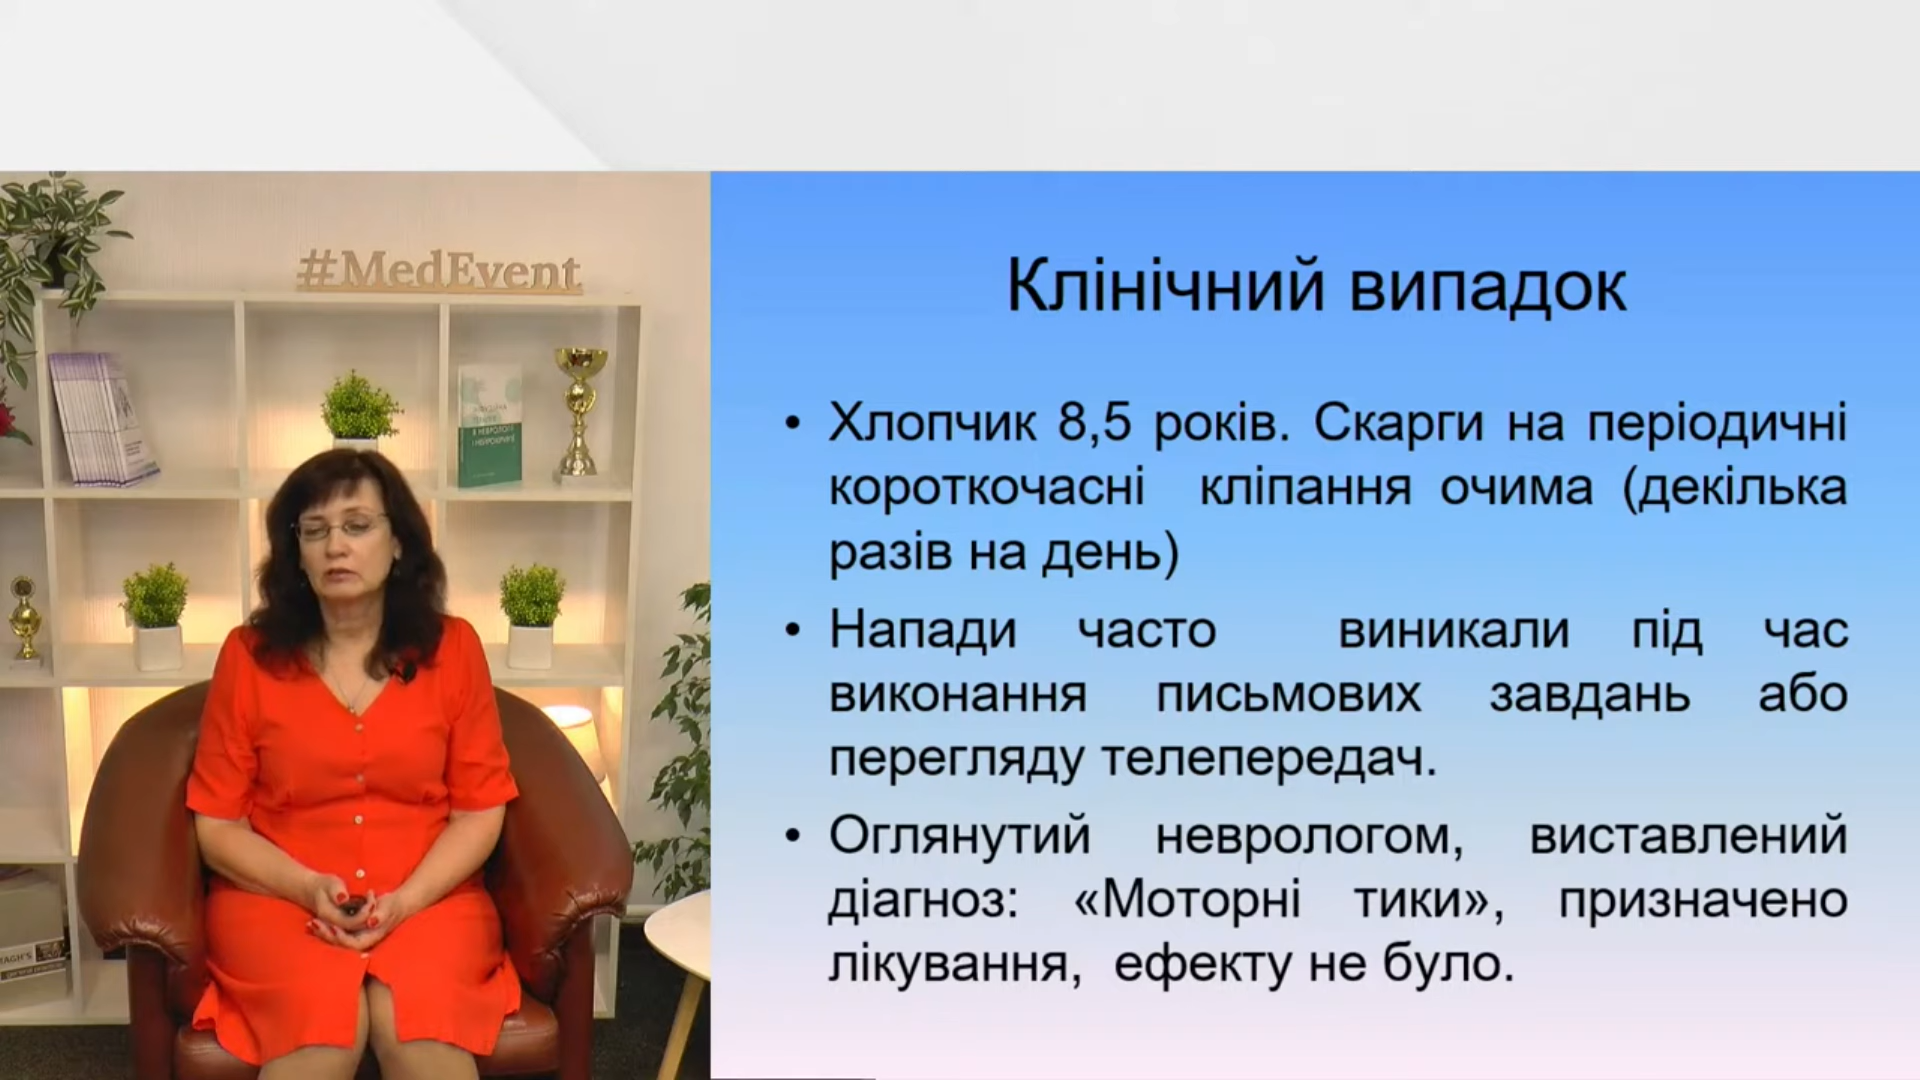 #MedEvent
Клінічний випадок
• Хлопчик 8,5 років. Скарги на періодичні
короткочасні кліпання очима (декілька
разів на день)
• Напади часто виникали під час
виконання письмових завдань або
перегляду телепередач.
• Оглянутий неврологом, виставлений
діагноз: «Моторні тики», призначено
лікування, ефекту не було.